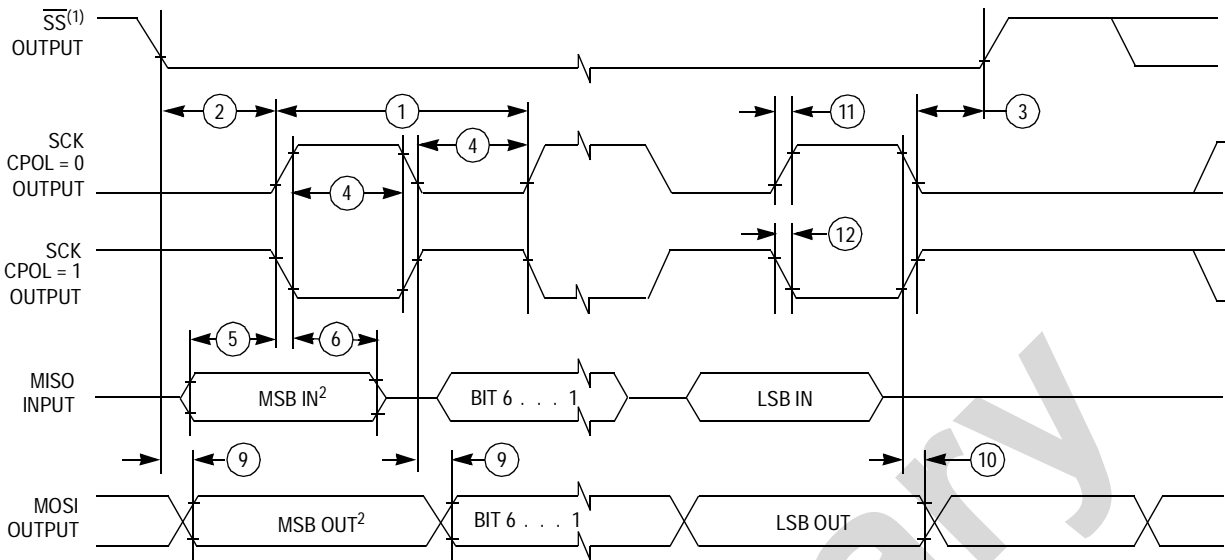 SS(1)
OUTPUT
2
1
11
3
SCK
CPOL = 0
OUTPUT
4
4
12
SCK
CPOL = 1
OUTPUT
5
6
MISO
INPUT
MSB IN2
BIT 6 . . . 1
LSB IN
9
9
10
MOSI
OUTPUT
MSB OUT2
BIT 6 . . . 1
LSB OUT
ary